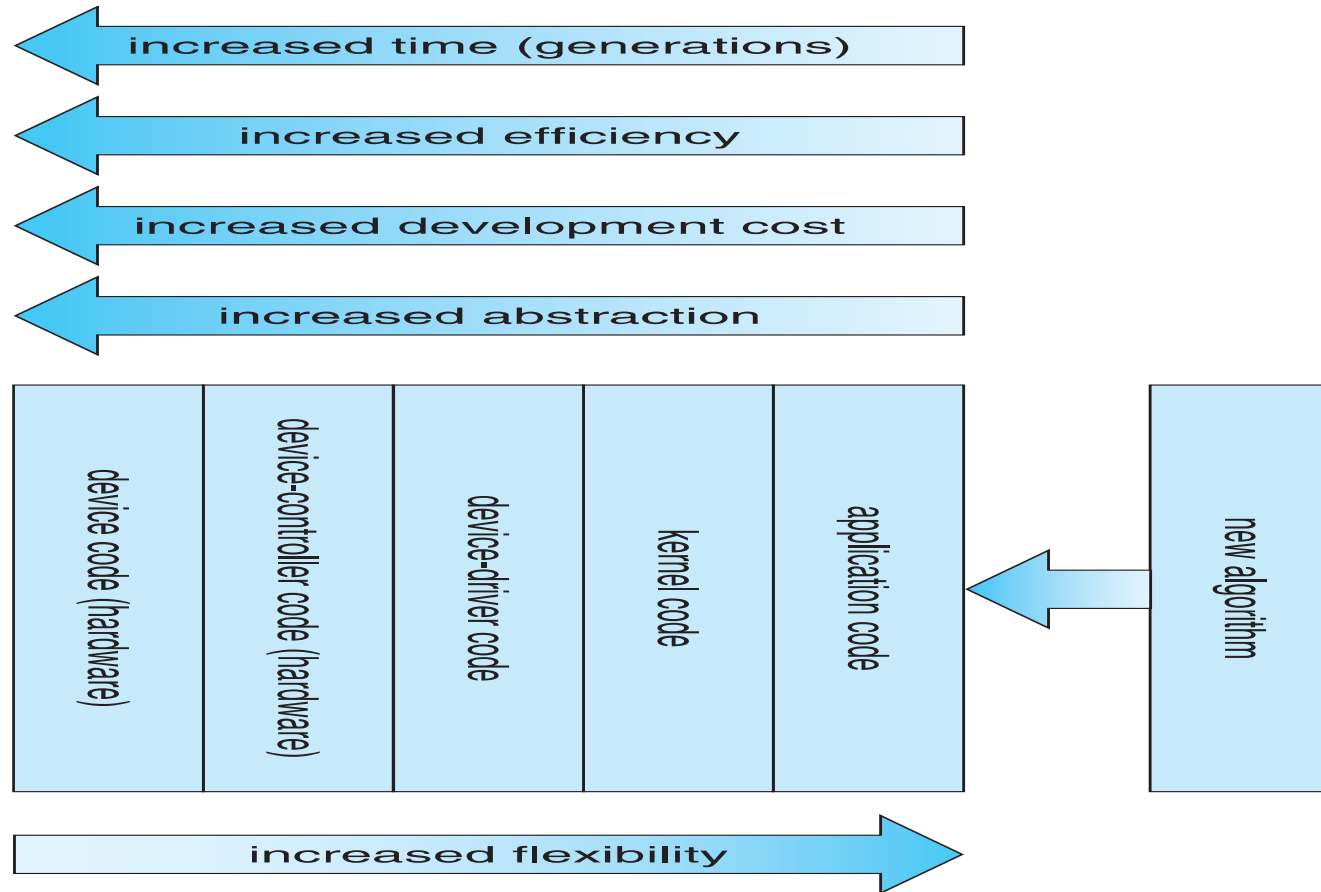 increased time (generations)
increased efficiency
increased development cost
increased abstraction
device code (hardware)
device-controller code (hardware)
device-driver code
kernel code
application code
new algorithm
increased flexibility